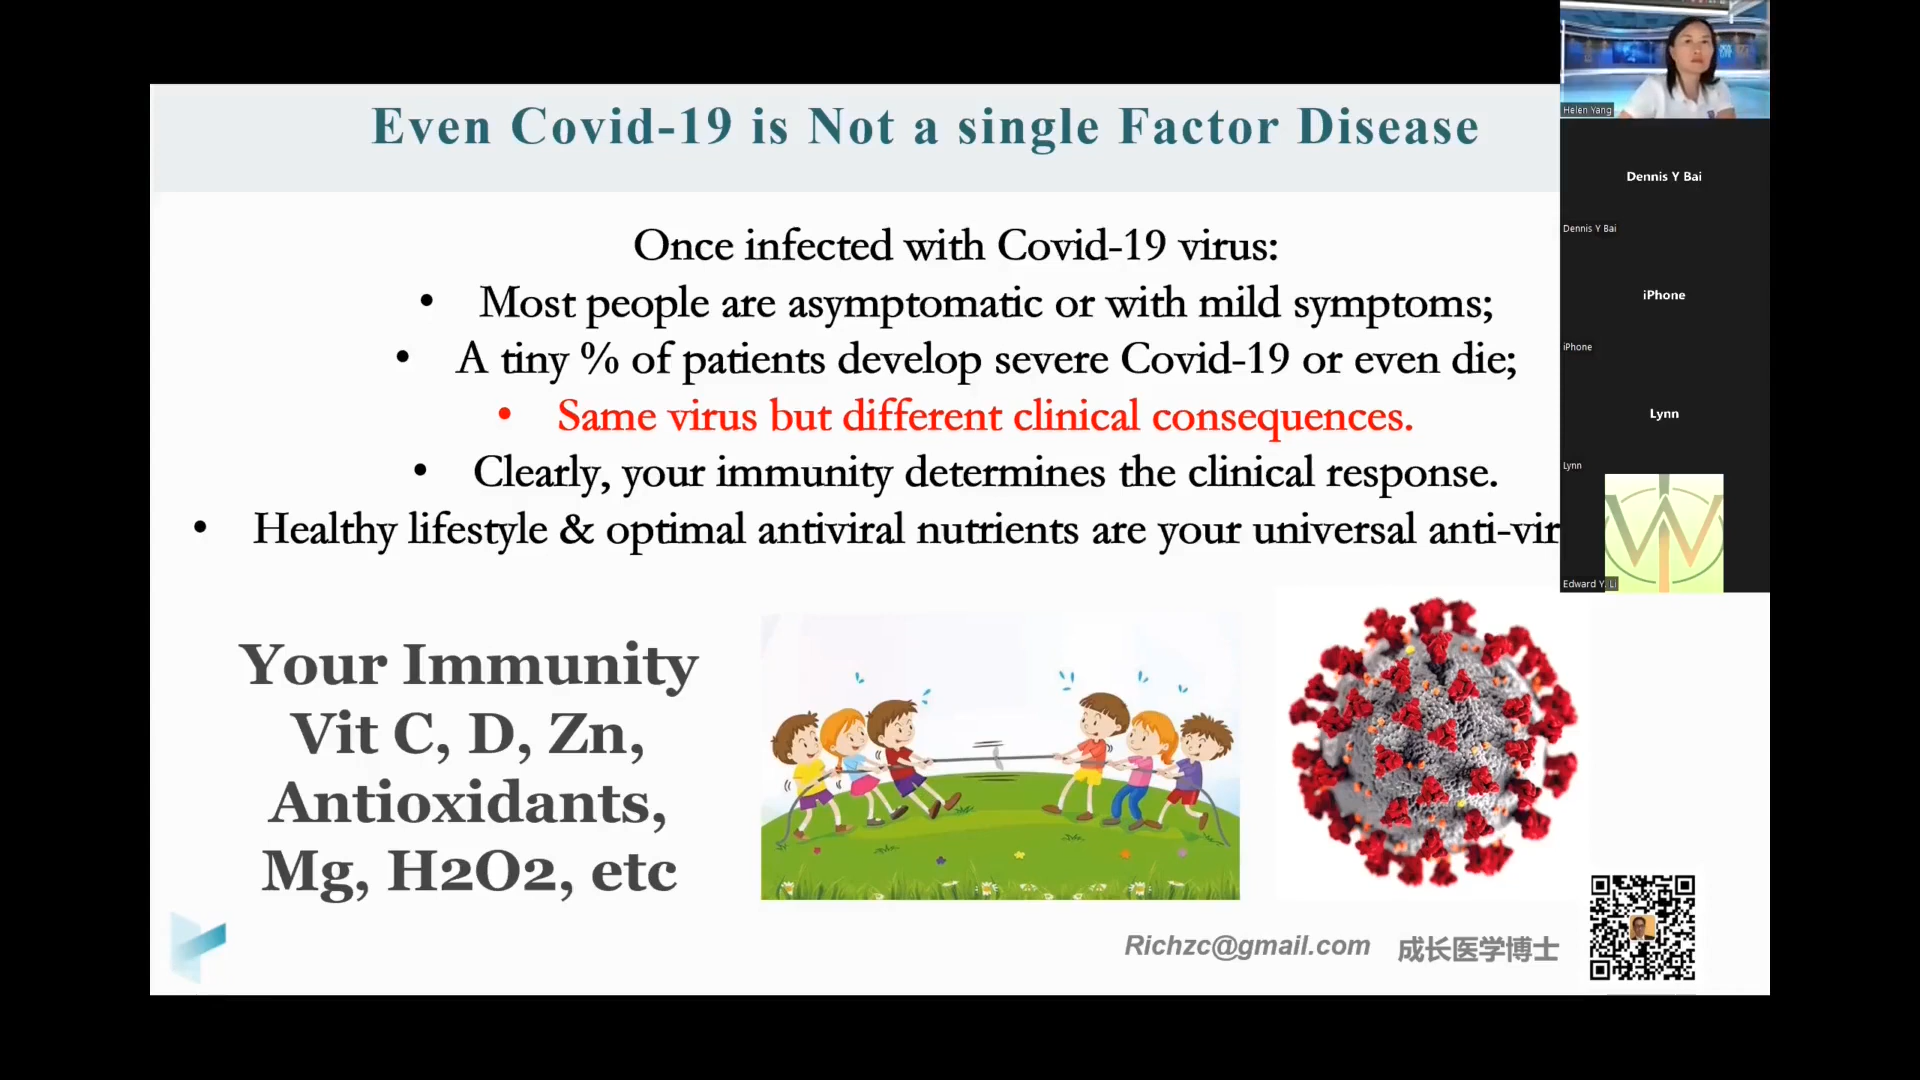 Even Covid-19 is Not a single Factor Disease
Once infected with Covid-19 virus:
• Most people are asymptomatic or with mild symptoms;
• A tiny % of patients develop severe Covid-19 or even die;
• Same virus but different clinical consequences.
• Clearly, your immunity determines the clinical response.
• Healthy lifestyle & optimal antiviral nutrients are your universal anti-vir
Your Immunity
Vit C, D, Zn,
Antioxidants,
Mg, H2O2, etc
Richzc@gmail.com 成长医学博士
Helen Yang
Dennis Y Bai
Dennis Y Bai
iPhone
iPhone
Lynn
Lynn
Edward Y. Li